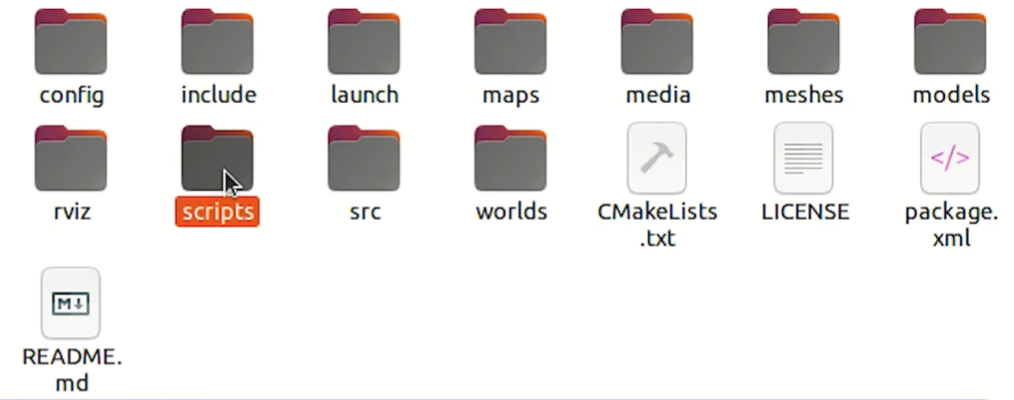 config
include
launch
maps
media
meshes
models
rviz
scripts
src
worlds
CMakeLists
.txt
LICENSE
package.
xml
README.
md